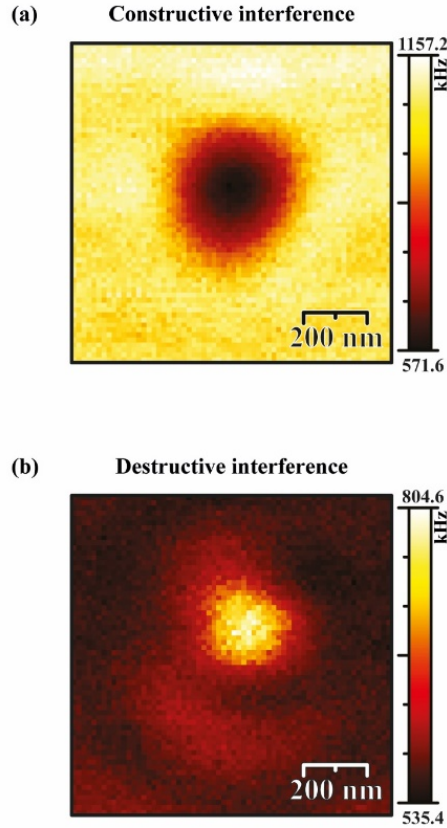 (a) Constructive interference
1157.2
kHz
200 nm
571.6
(b) Destructive interference
804.6
kHz
200 nm
535.4